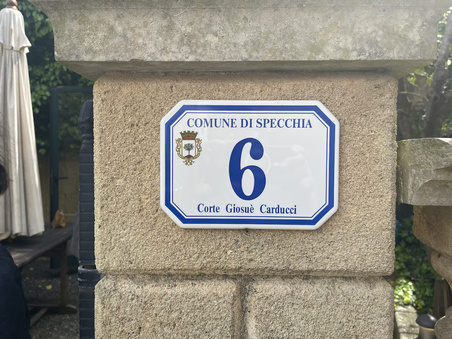 COMUNE DI SPECCHIA
6
Corte Giosuè Carducci